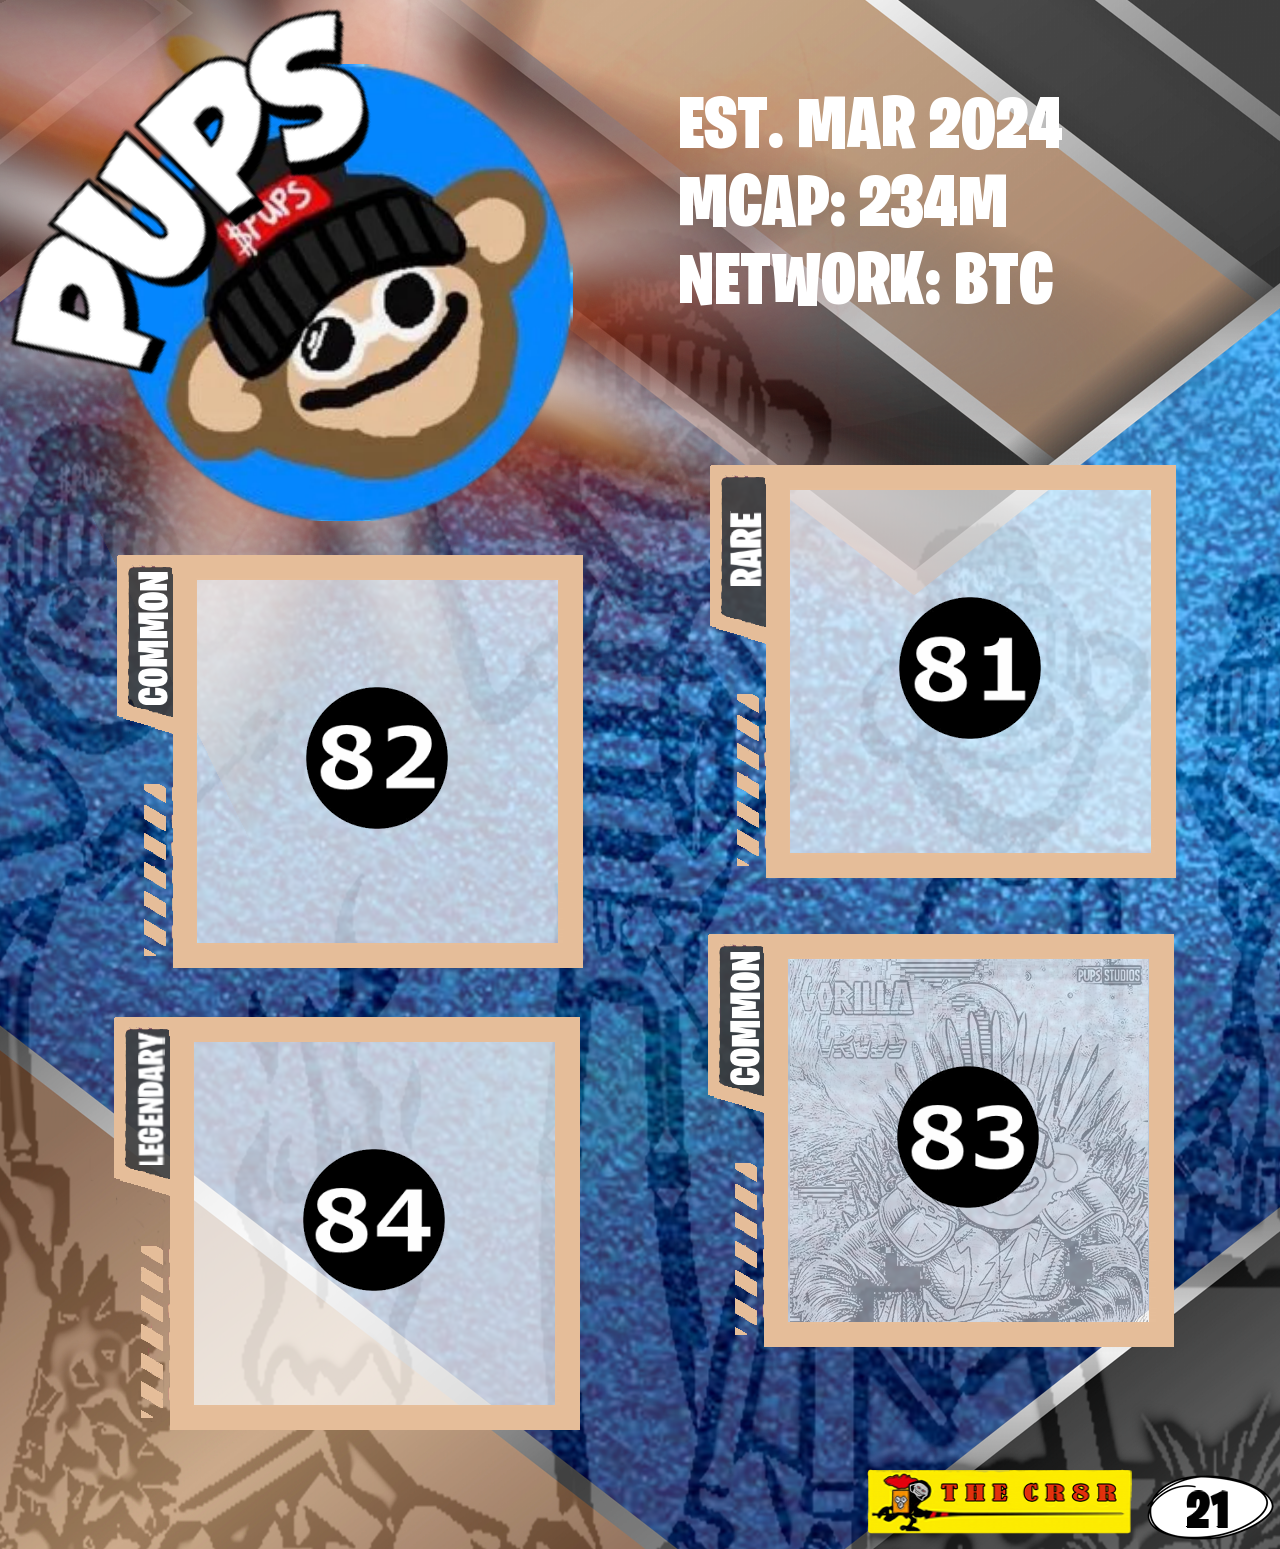 PUPS
$PUPS
EST. MAR 2024
MCAP: 234M
NETWORK: BTC
RARE
81
COMMON
82
COMMON
PUPS STUDIOS
GORILLA
83
LEGENDARY
84
THE CR8R
21